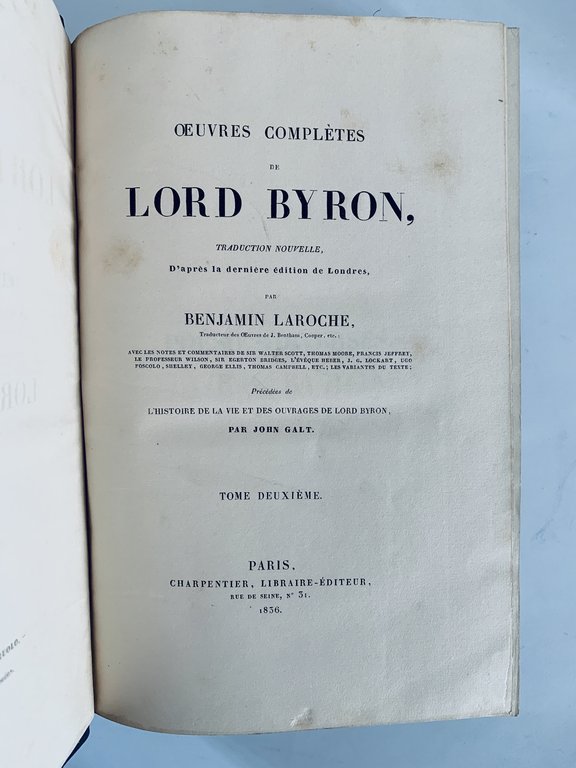 ŒUVRES COMPLÈTES
DE
LORD BYRON,
TRADUCTION NOUVELLE,
D'après la dernière édition de Londres,
PAR
BENJAMIN LAROCHE,
Traducteur des Œuvres de J. Bentham, Cooper, etc.;
AVEC LES NOTES ET COMMENTAIRES DE SIR WALTER SCOTT, THOMAS MOORE, FRANCIS JEFFREY,
LE PROFESSEUR WILSON, SIR EGERTON BRIDGES, L'ÉVÊQUE HEBER, J. G. LOCKART, UGO
FOSCOLO, SHELLEY, GEORGE ELLIS, THOMAS CAMPBELL, ETC.; LES VARIANTES DU TEXTE;
Précédées de
L'HISTOIRE DE LA VIE ET DES OUVRAGES DE LORD BYRON,
PAR JOHN GALT.
TOME DEUXIÈME.
PARIS,
CHARPENTIER, LIBRAIRE-ÉDITEUR,
RUE DE SEINE, N° 31.
1836.